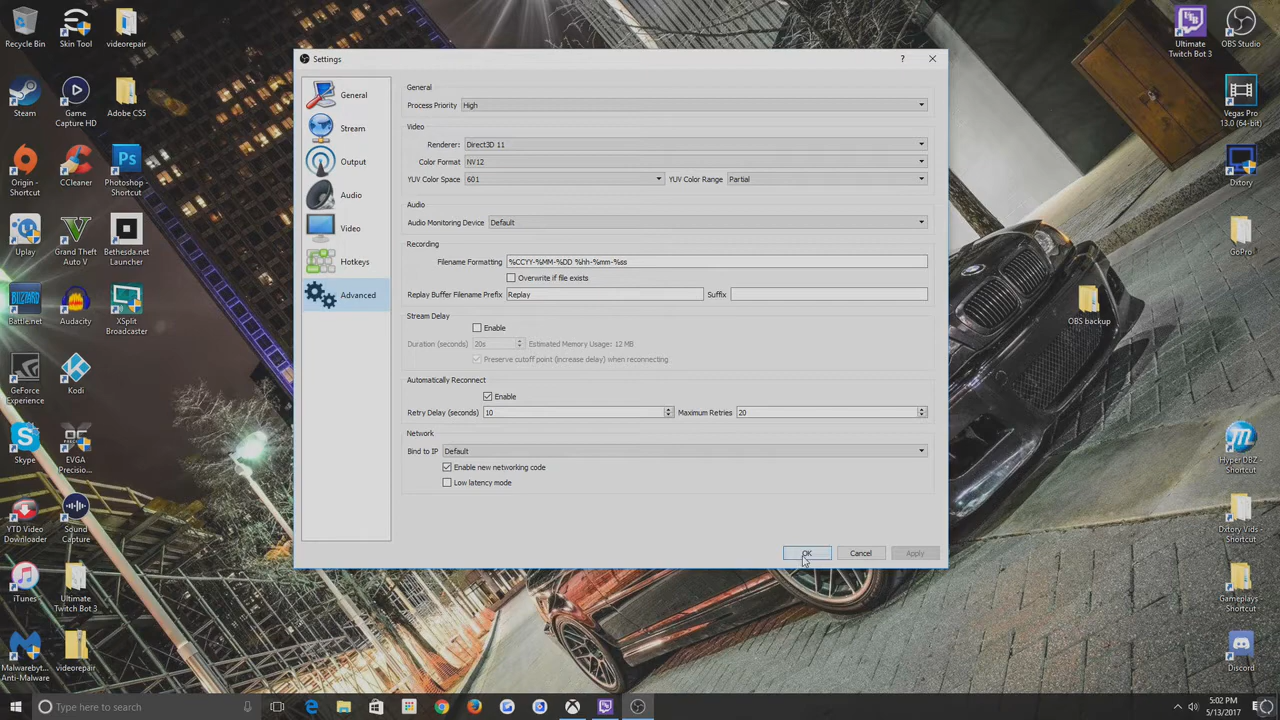 Settings
?
General
Stream
Output
Audio
Video
Hotkeys
Advanced
General
Process Priority High
Video
Renderer: Direct3D 11
Color Format NV12
YUV Color Space 601 YUV Color Range Partial
Audio
Audio Monitoring Device Default
Recording
Filename Formatting %CCYY-%MM-%DD %hh-%mm-%ss
Overwrite if file exists
Replay Buffer Filename Prefix Replay Suffix
Stream Delay
Enable
Duration (seconds) 20s Estimated Memory Usage: 12 MB
Preserve cutoff point (increase delay) when reconnecting
Automatically Reconnect
Enable
Retry Delay (seconds) 10 Maximum Retries 20
Network
Bind to IP Default
Enable new networking code
Low latency mode
OK Cancel Apply
Recycle Bin
Skin Tool
videorepair
Steam
Game
Capture HD
Adobe CS5
Origin -
Shortcut
CCleaner
Photoshop -
Shortcut
Uplay
Grand Theft
Auto V
Bethesda.net
Launcher
Battle.net
Audacity
XSplit
Broadcaster
GeForce
Experience
Kodi
Skype
EVGA
Precision...
YTD Video
Downloader
Sound
Capture
iTunes
Ultimate
Twitch Bot 3
Malwarebyt...
Anti-Malware
videorepair
Ultimate
Twitch Bot 3
OBS Studio
Vegas Pro
13.0 (64-bit)
Dxtory
GoPro
OBS backup
Hyper DBZ -
Shortcut
Dxtory Vids -
Shortcut
Gameplays -
Shortcut
Discord
Type here to search
5:02 PM
5/13/2017